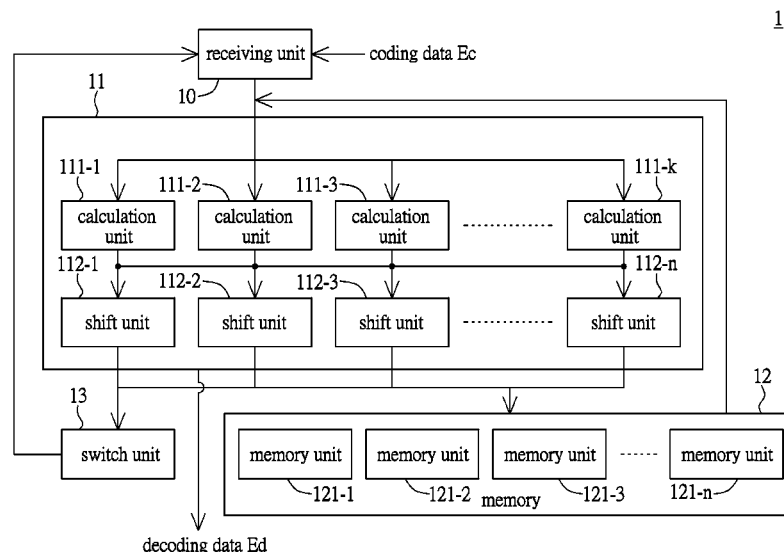 1
receiving unit
coding data Ec
10
11
111-1
111-2
111-3
111-k
calculation
unit
calculation
unit
calculation
unit
calculation
unit
112-1
112-2
112-3
112-n
shift unit
shift unit
shift unit
shift unit
13
12
switch unit
memory unit
memory unit
memory unit
memory unit
121-1
121-2
memory
121-3
121-n
decoding data Ed